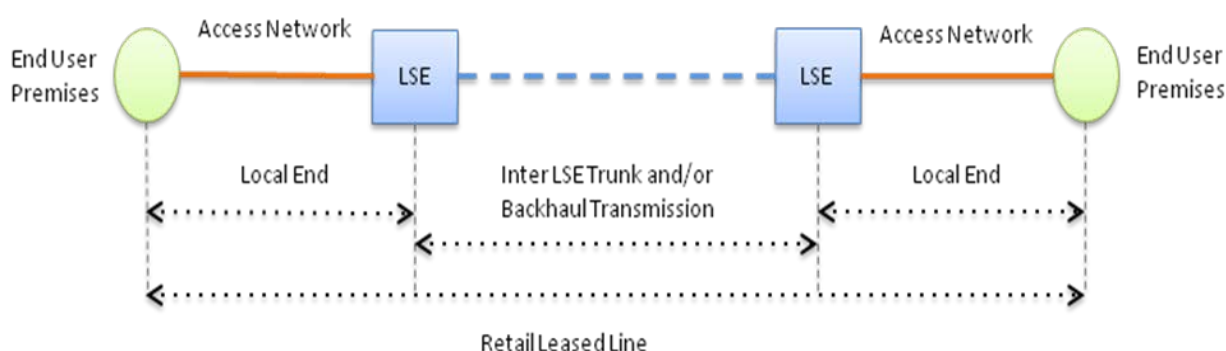 Access Network
Access Network
End User
Premises
LSE
LSE
End User
Premises
Local End
Inter LSE Trunk and/or
Backhaul Transmission
Local End
Retail Leased Line